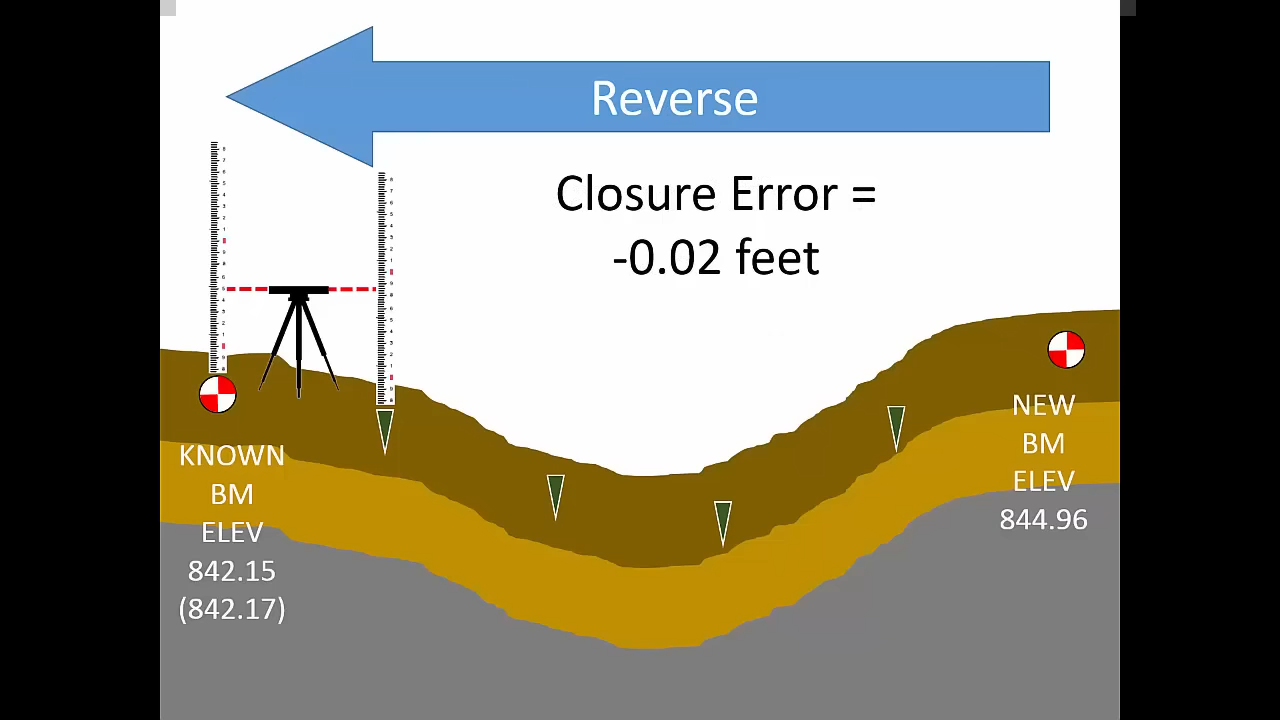 Reverse
Closure Error =
-0.02 feet
KNOWN
BM
ELEV
842.15
(842.17)
NEW
BM
ELEV
844.96